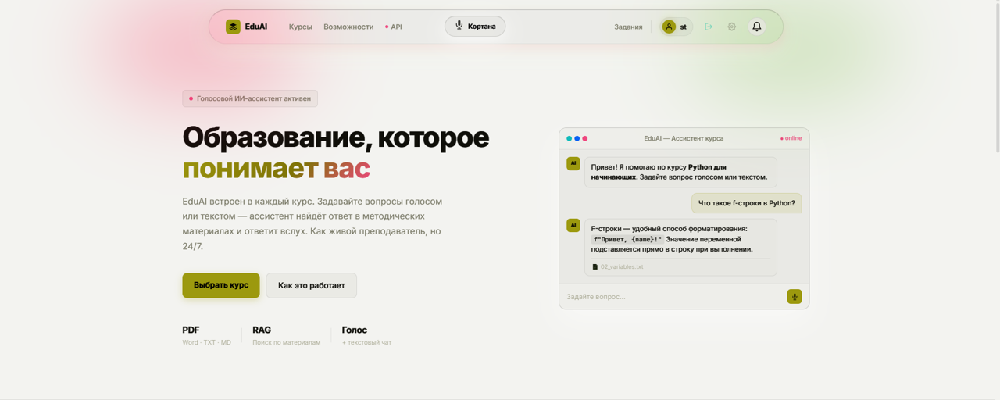 EduAI
Курсы
Возможности
API
Кортана
Задания
st
Голосовой ИИ-ассистент активен
Образование, которое
понимает вас
EduAI встроен в каждый курс. Задавайте вопросы голосом
или текстом — ассистент найдёт ответ в методических
материалах и ответит вслух. Как живой преподаватель, но
24/7.
Выбрать курс
Как это работает
PDF
Word · TXT · MD
RAG
Поиск по материалам
Голос
+ текстовый чат
EduAI — Ассистент курса
online
AI
Привет! Я помогаю по курсу Python для
начинающих. Задайте вопрос голосом или текстом.
Что такое f-строки в Python?
AI
F-строки — удобный способ форматирования:
f"Привет, {name}!" Значение переменной
подставляется прямо в строку при выполнении.
02_variables.txt
Задайте вопрос...